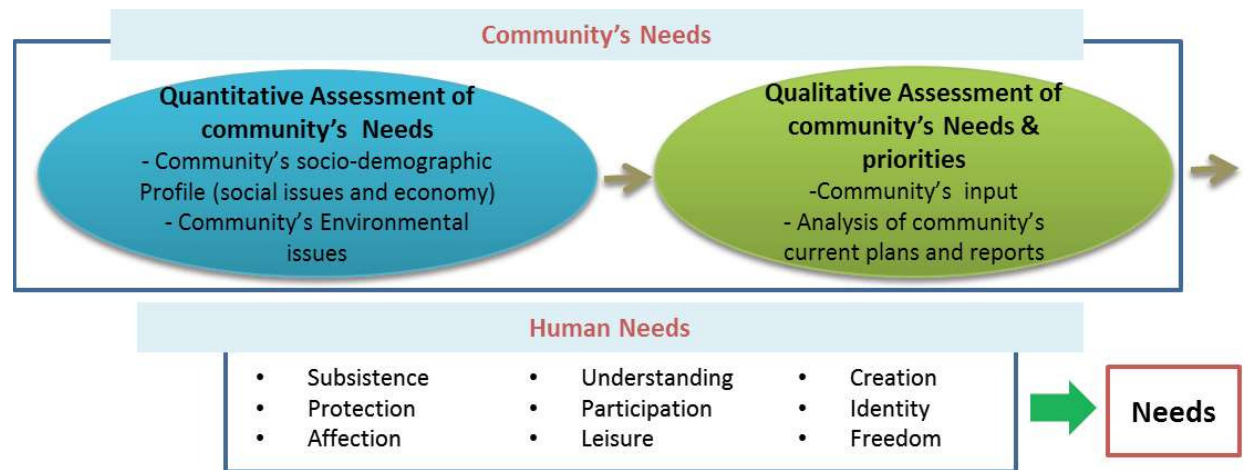 Community's Needs
Quantitative Assessment of
community's Needs
- Community's socio-demographic
Profile (social issues and economy)
- Community's Environmental
issues
Qualitative Assessment of
community's Needs &
priorities
-Community's input
- Analysis of community's
current plans and reports
Human Needs
• Subsistence
• Protection
• Affection
• Understanding
• Participation
• Leisure
• Creation
• Identity
• Freedom
Needs